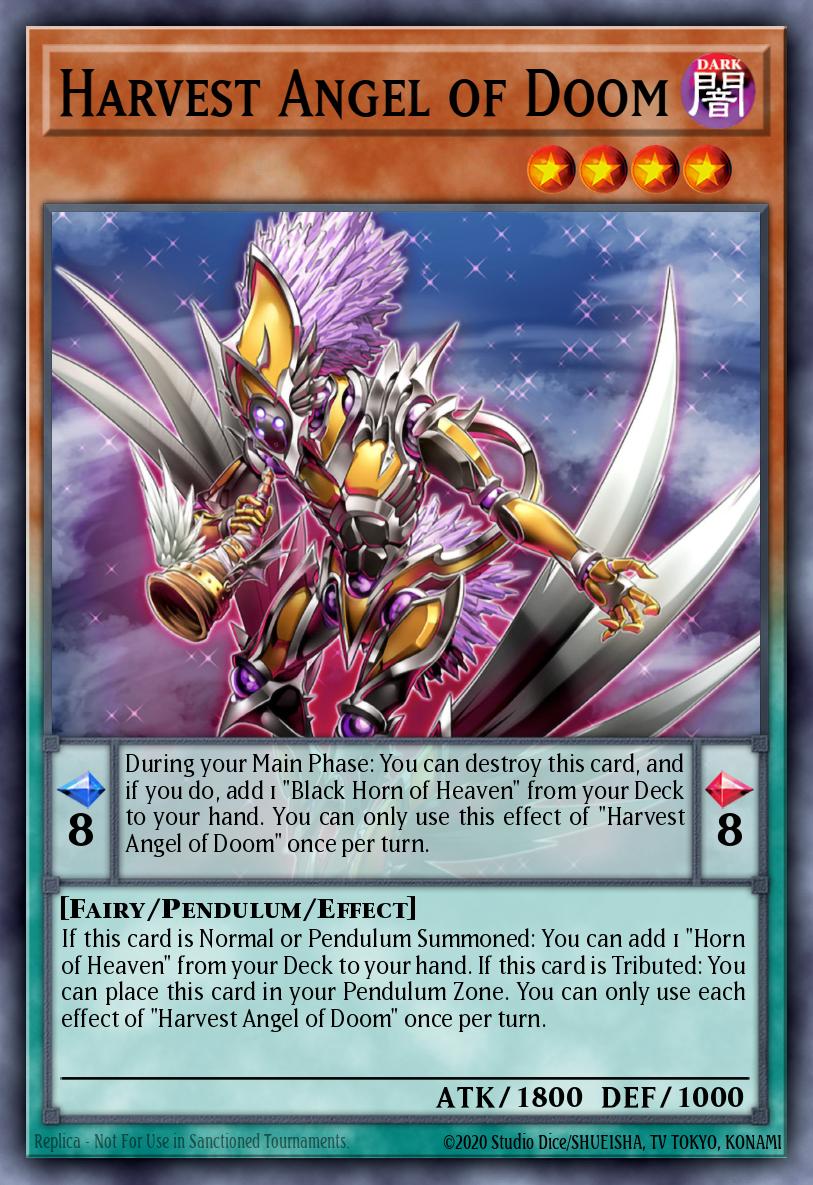 Harvest Angel of Doom
DARK
闇
During your Main Phase: You can destroy this card, and
if you do, add 1 "Black Horn of Heaven" from your Deck
to your hand. You can only use this effect of "Harvest
Angel of Doom" once per turn.
8
8
[Fairy/Pendulum/Effect]
If this card is Normal or Pendulum Summoned: You can add 1 "Horn
of Heaven" from your Deck to your hand. If this card is Tributed: You
can place this card in your Pendulum Zone. You can only use each
effect of "Harvest Angel of Doom" once per turn.
ATK/1800 DEF/1000
Replica - Not For Use in Sanctioned Tournaments.
©2020 Studio Dice/SHUEISHA, TV TOKYO, KONAMI